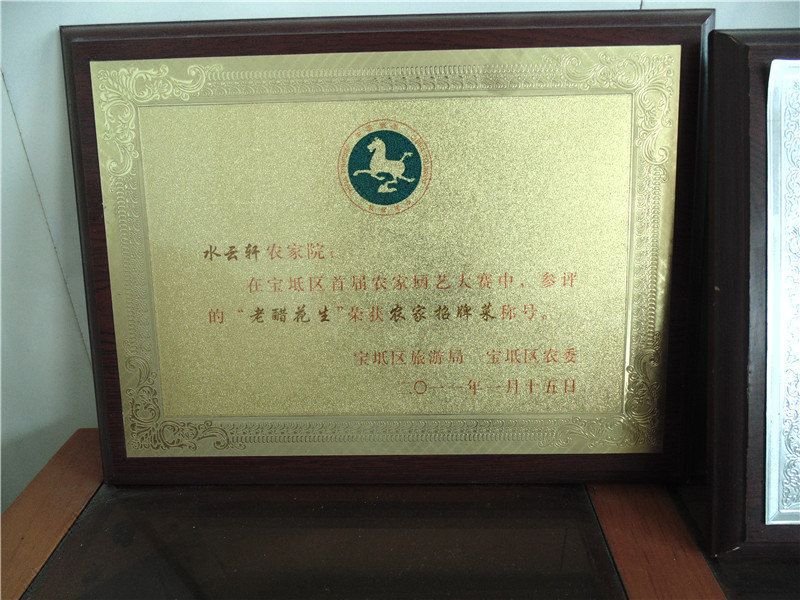 水云轩农家院：
在宝坻区首届农家厨艺大赛中，参评
的“老醋花生”荣获农家招牌菜称号。
宝坻区旅游局 宝坻区农委
二〇一一年一月十五日